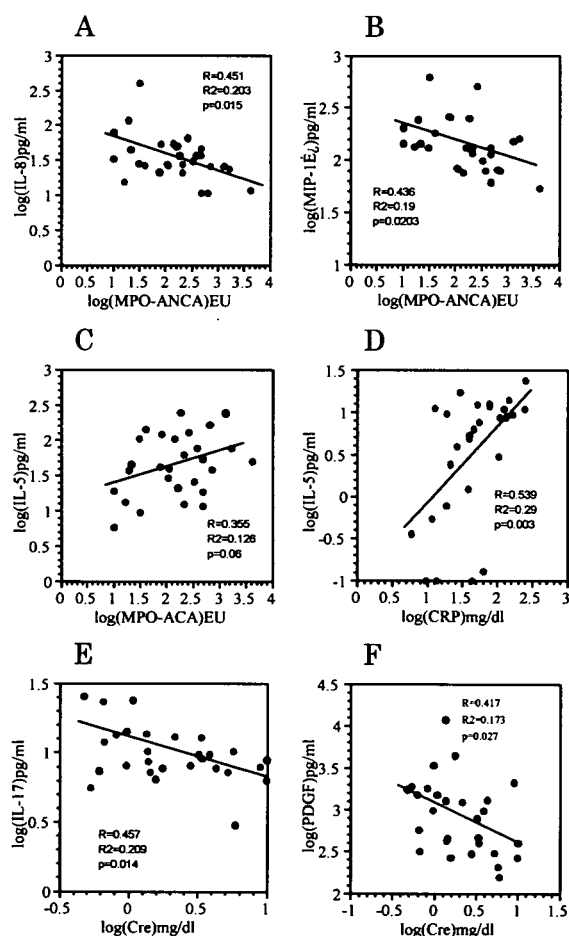 A
log(IL-8)pg/ml
3
2.5
2
1.5
1
0.5
0
R=0.451
R2=0.203
p=0.015
0 0.5 1 1.5 2 2.5 3 3.5 4
log(MPO-ANCA)EU
B
log(MIP-1É¿)pg/ml
3
2.5
2
1.5
1
R=0.436
R2=0.19
p=0.0203
0 0.5 1 1.5 2 2.5 3 3.5 4
log(MPO-ANCA)EU
C
log(IL-5)pg/ml
3
2.5
2
1.5
1
0.5
0
R=0.355
R2=0.126
p=0.06
0 0.5 1 1.5 2 2.5 3 3.5 4
log(MPO-ACA)EU
D
log(IL-5)pg/ml
1.5
1
0.5
0
-0.5
-1
R=0.539
R2=0.29
p=0.003
0 0.5 1 1.5 2 2.5 3
log(CRP)mg/dl
E
log(IL-17)pg/ml
1.5
1
0.5
0
R=0.457
R2=0.209
p=0.014
-0.5 0 0.5 1
log(Cre)mg/dl
F
log(PDGF)pg/ml
4.5
4
3.5
3
2.5
2
R=0.417
R2=0.173
p=0.027
-1 -0.5 0 0.5 1 1.5
log(Cre)mg/dl